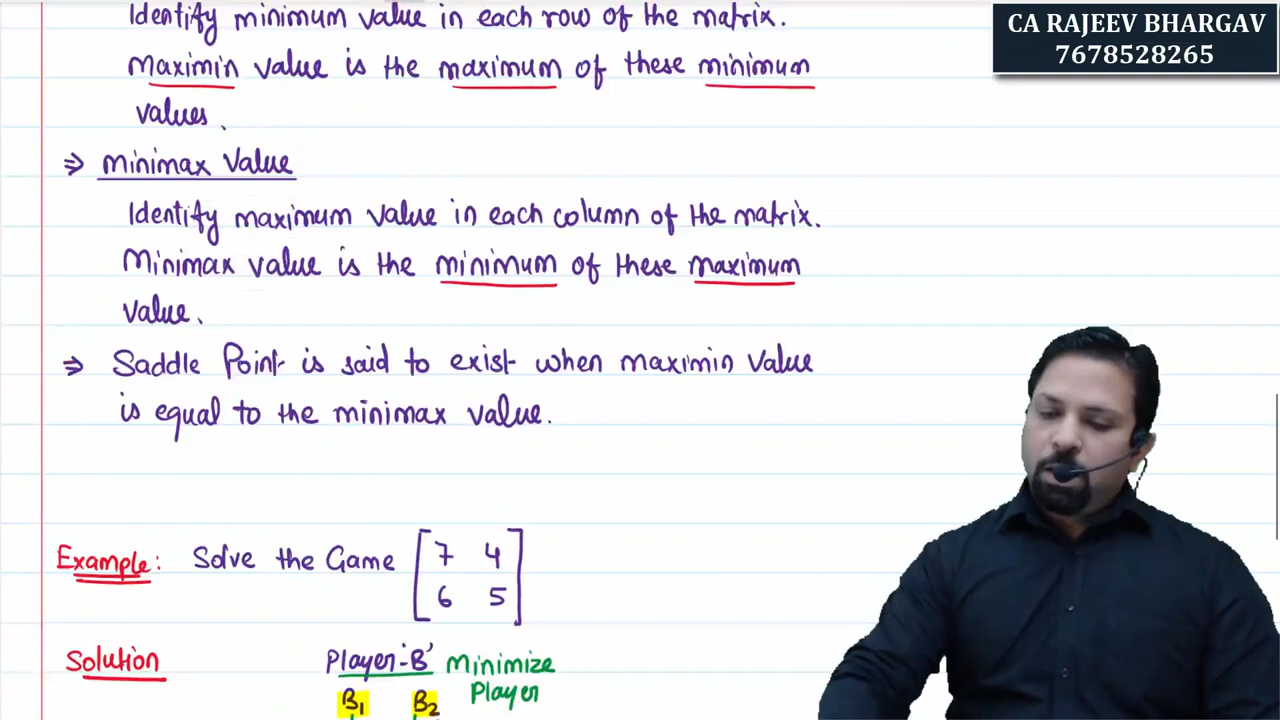 Identify minimum value in each row of the matrix.
CA RAJEEV BHARGAV
7678528265
Maximin value is the maximum of these minimum
values.
⇒ Minimax Value
Identify maximum value in each column of the matrix.
Minimax value is the minimum of these maximum
value.
⇒ Saddle Point is said to exist when maximin value
is equal to the minimax value.
Example: Solve the Game [7 4
6 5]
Solution
Player-B' Minimize
Player
B1 B2